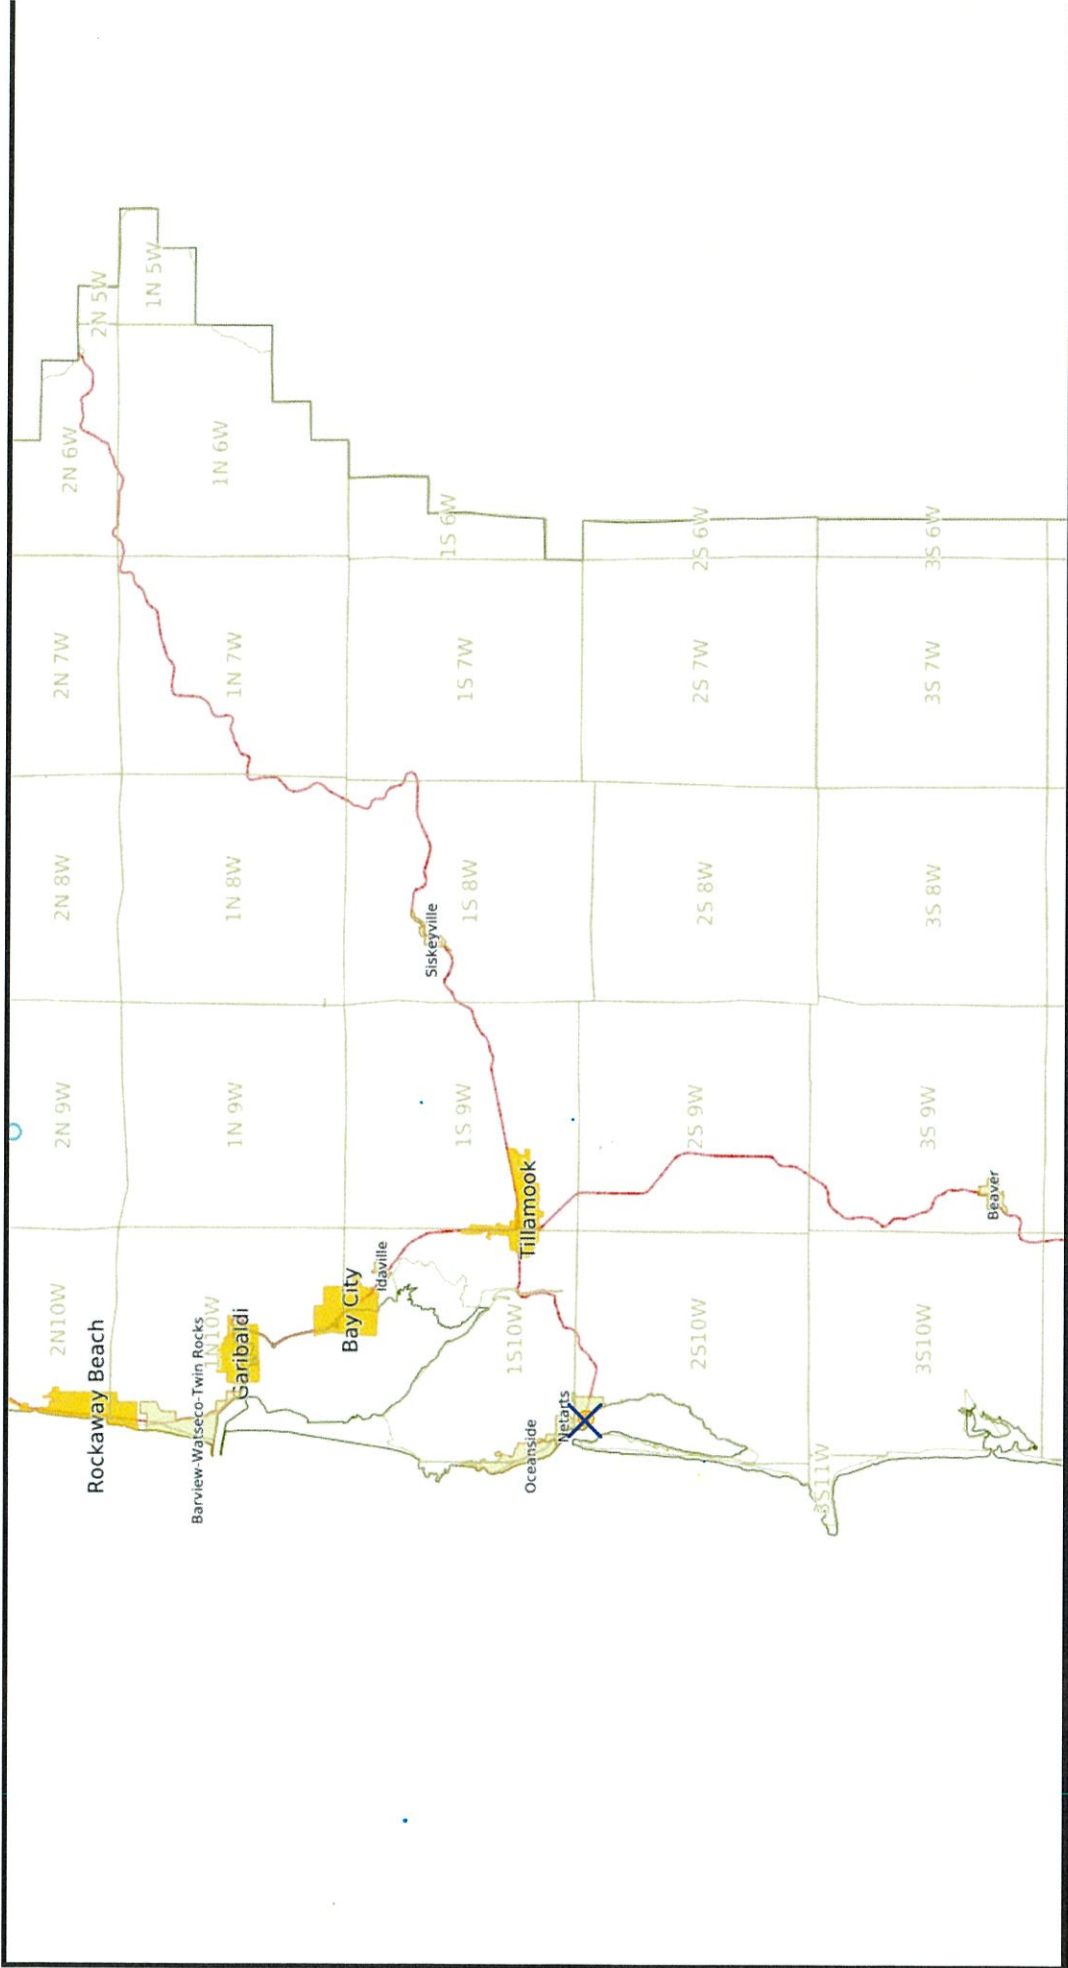 2N10W
2N 9W
2N 8W
2N 7W
2N 6W
2N 5W
Rockaway Beach
1N 5W
Barview-Watseco-Twin Rocks
1N10W
Garibaldi
1N 9W
1N 8W
1N 7W
1N 6W
Bay City
Idaville
Siskeyville
1S10W
1S 9W
1S 8W
1S 7W
1S 6W
Oceanside
Tillamook
Netarts
2S10W
2S 9W
2S 8W
2S 7W
2S 6W
3S11W
3S10W
3S 9W
3S 8W
3S 7W
3S 6W
Beaver